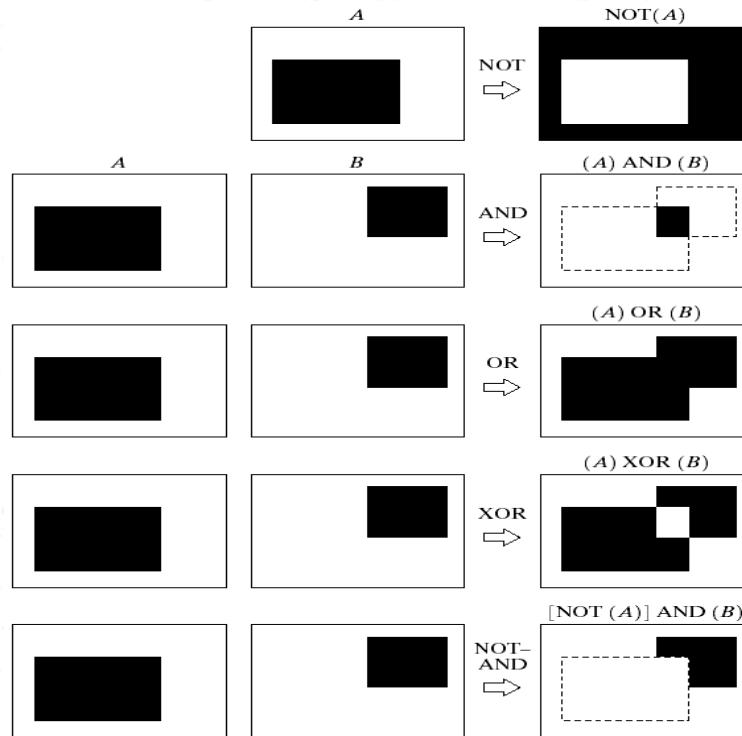 A
NOT(A)
NOT
A
B
(A) AND (B)
AND
(A) OR (B)
OR
(A) XOR (B)
XOR
[NOT (A)] AND (B)
NOT–
AND